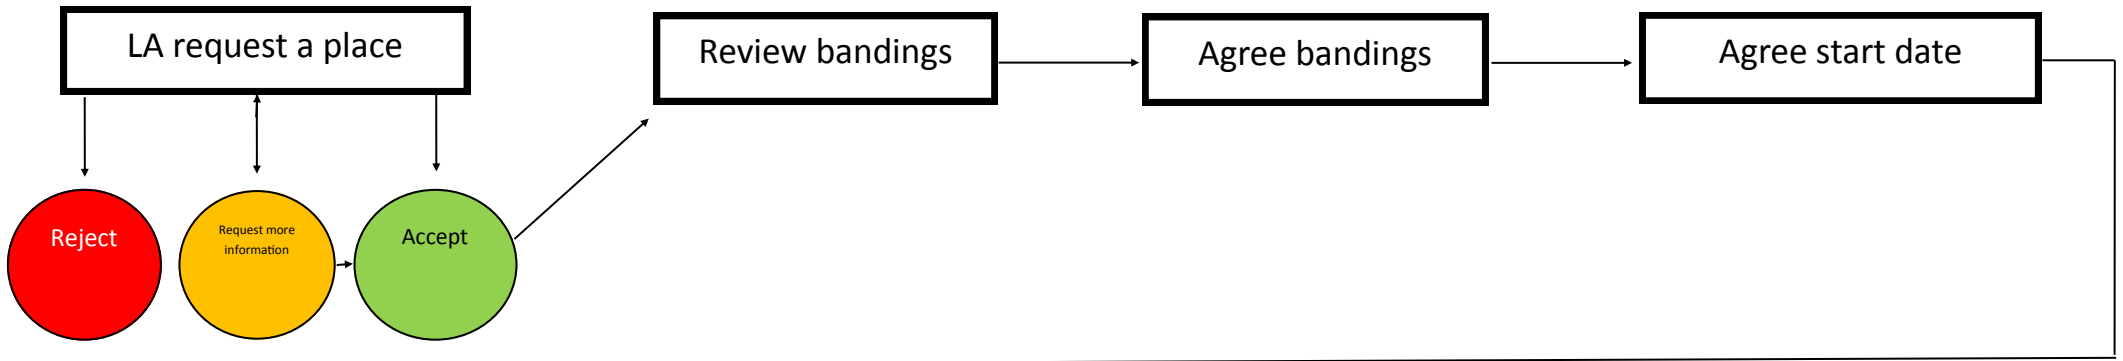 LA request a place
Review bandings
Agree bandings
Agree start date
Reject
Request more
information
Accept